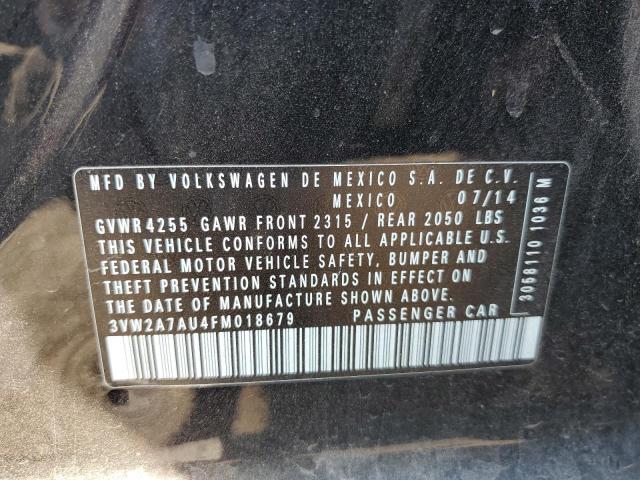 MFD BY VOLKSWAGEN DE MEXICO S.A. DE C.V.
MEXICO 07/14
GVWR 4255 GAWR FRONT 2315 / REAR 2050 LBS
THIS VEHICLE CONFORMS TO ALL APPLICABLE U.S.
FEDERAL MOTOR VEHICLE SAFETY, BUMPER AND
THEFT PREVENTION STANDARDS IN EFFECT ON
THE DATE OF MANUFACTURE SHOWN ABOVE.
3VW2A7AU4FM018679 PASSENGER CAR
3058110 1036 M